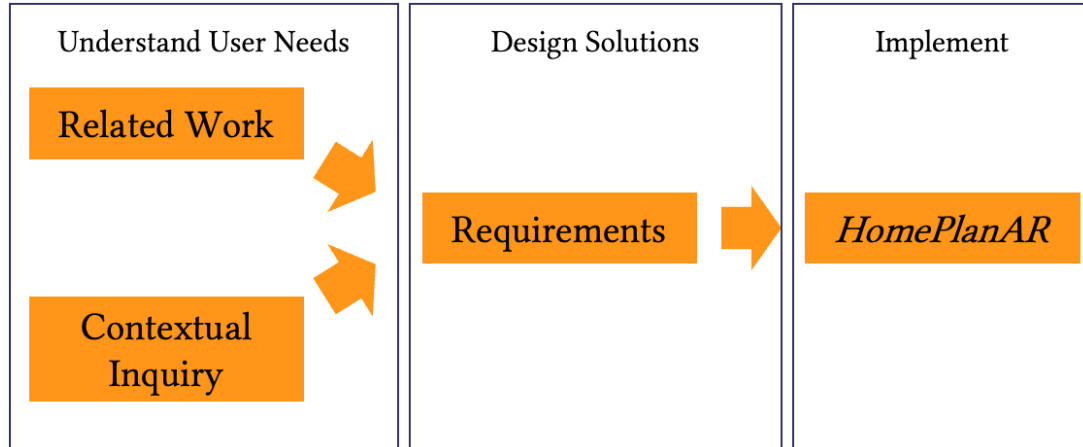 Understand User Needs
Related Work
Contextual
Inquiry
Design Solutions
Requirements
Implement
HomePlanAR